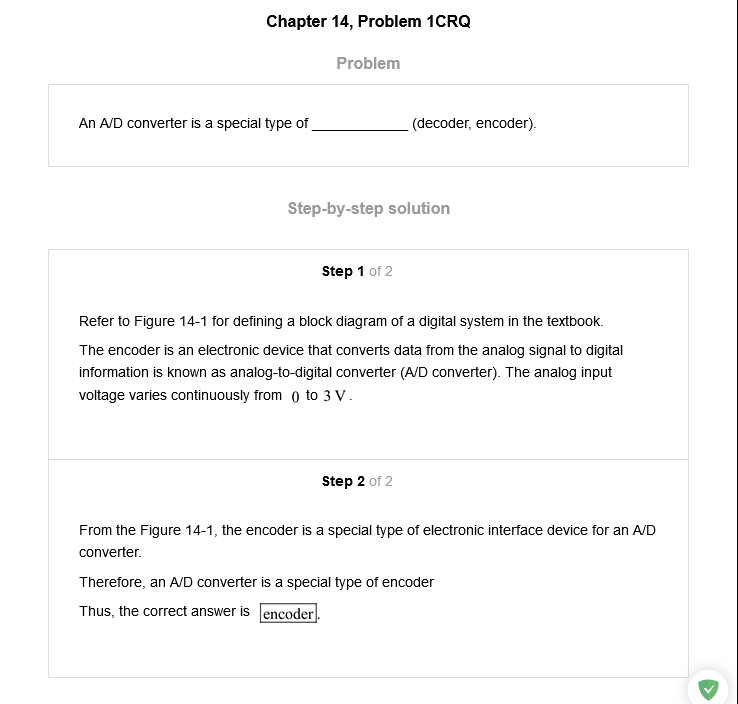 Chapter 14, Problem 1CRQ
Problem
An A/D converter is a special type of ____________ (decoder, encoder).
Step-by-step solution
Step 1 of 2
Refer to Figure 14-1 for defining a block diagram of a digital system in the textbook.
The encoder is an electronic device that converts data from the analog signal to digital
information is known as analog-to-digital converter (A/D converter). The analog input
voltage varies continuously from 0 to 3 V .
Step 2 of 2
From the Figure 14-1, the encoder is a special type of electronic interface device for an A/D
converter.
Therefore, an A/D converter is a special type of encoder
Thus, the correct answer is encoder.